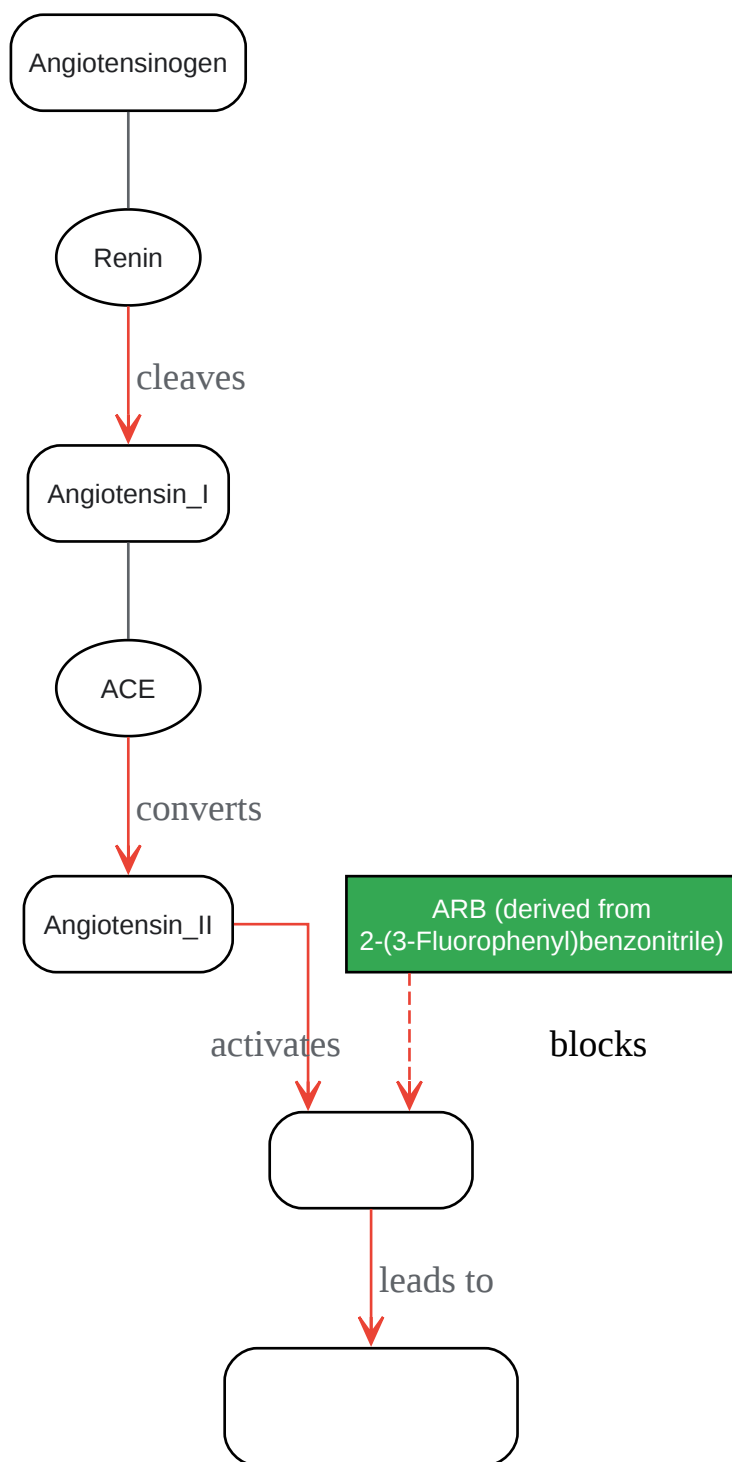 Angiotensinogen
Renin
cleaves
Angiotensin_I
ACE
converts
Angiotensin_II
ARB (derived from
2-(3-Fluorophenyl)benzonitrile)
activates
blocks
leads to